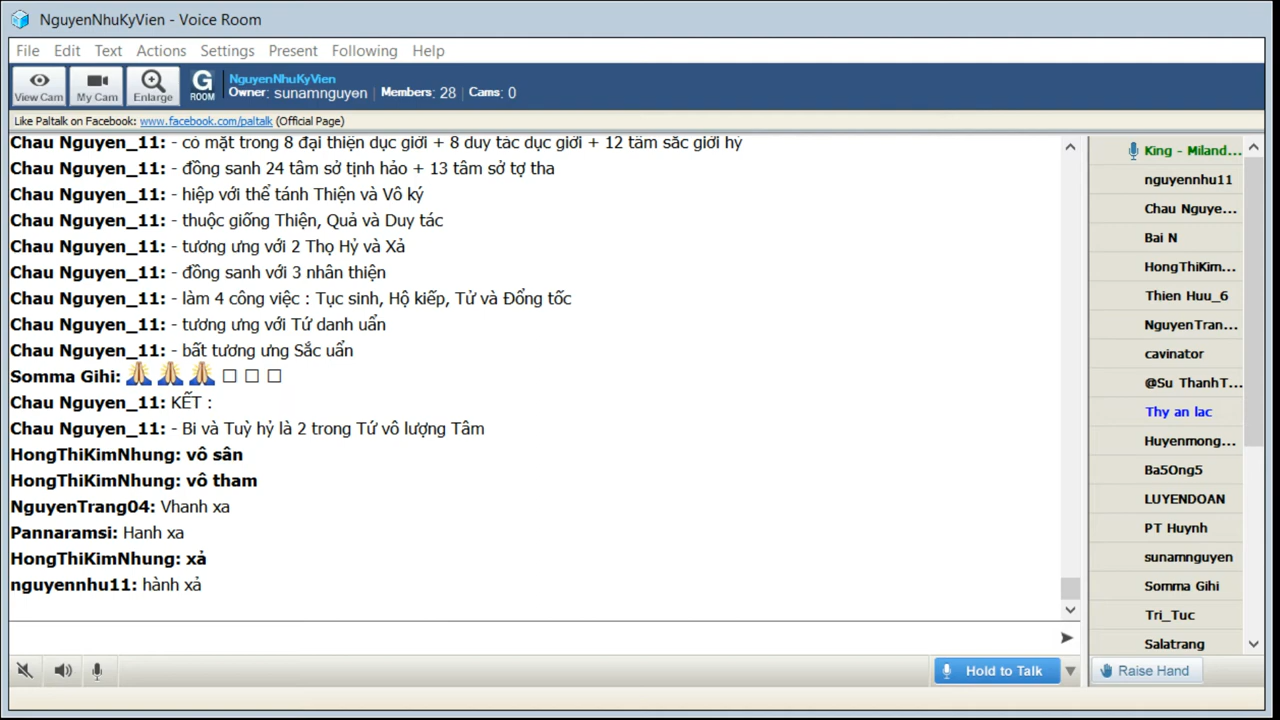 NguyenNhuKyVien - Voice Room
File Edit Text Actions Settings Present Following Help
View Cam My Cam Enlarge G ROOM
NguyenNhuKyVien
Owner: sunamnguyen | Members: 28 | Cams: 0
Like Paltalk on Facebook: www.facebook.com/paltalk (Official Page)
Chau Nguyen_11: - có mặt trong 8 đại thiện dục giới + 8 duy tác dục giới + 12 tâm sắc giới hỷ
Chau Nguyen_11: - đồng sanh 24 tâm sở tịnh hảo + 13 tâm sở tợ tha
Chau Nguyen_11: - hiệp với thể tánh Thiện và Vô ký
Chau Nguyen_11: - thuộc giống Thiện, Quả và Duy tác
Chau Nguyen_11: - tương ưng với 2 Thọ Hỷ và Xả
Chau Nguyen_11: - đồng sanh với 3 nhân thiện
Chau Nguyen_11: - làm 4 công việc : Tục sinh, Hộ kiếp, Tử và Đổng tốc
Chau Nguyen_11: - tương ưng với Tứ danh uẩn
Chau Nguyen_11: - bất tương ưng Sắc uẩn
Somma Gihi:
Chau Nguyen_11: KẾT :
Chau Nguyen_11: - Bi và Tuỳ hỷ là 2 trong Tứ vô lượng Tâm
HongThiKimNhung: vô sân
HongThiKimNhung: vô tham
NguyenTrang04: Vhanh xa
Pannaramsi: Hanh xa
HongThiKimNhung: xả
nguyennhu11: hành xả
King - Miland...
nguyennhu11
Chau Nguye...
Bai N
HongThiKim...
Thien Huu_6
NguyenTran...
cavinator
@Su ThanhT...
Thy an lac
Huyenmong...
Ba5Ong5
LUYENDOAN
PT Huynh
sunamnguyen
Somma Gihi
Tri_Tuc
Salatrang
Hold to Talk
Raise Hand